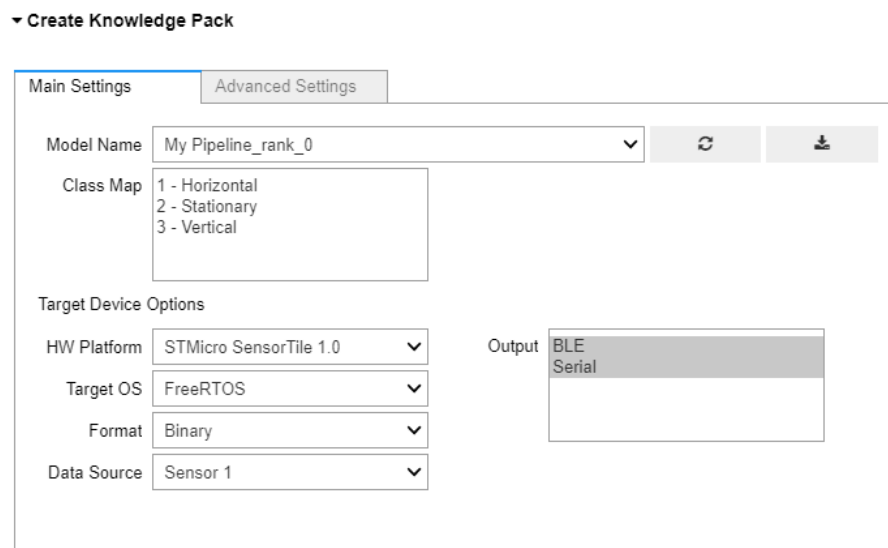 Create Knowledge Pack
Main Settings
Advanced Settings
Model Name
My Pipeline_rank_0
Class Map
1 - Horizontal
2 - Stationary
3 - Vertical
Target Device Options
HW Platform
STMicro SensorTile 1.0
Output
BLE
Serial
Target OS
FreeRTOS
Format
Binary
Data Source
Sensor 1